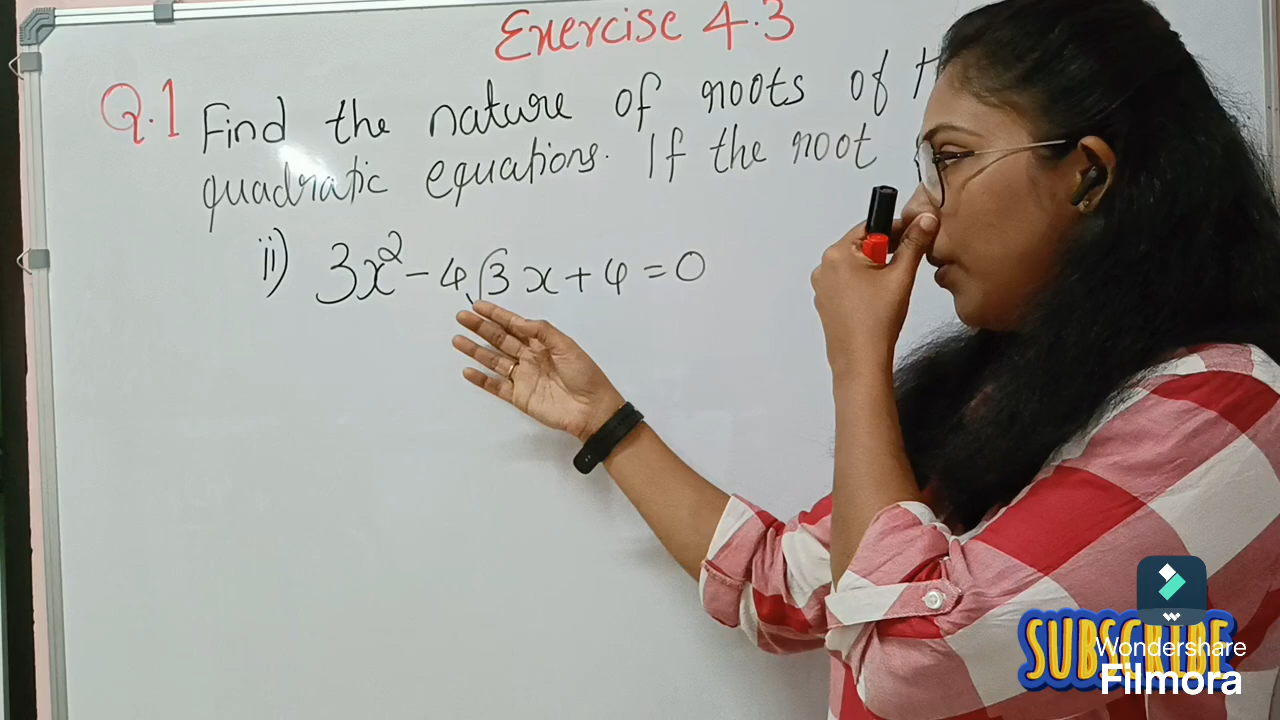 Exercise 4.3
Q.1 Find the nature of roots of
quadratic equations. If the root
ii) 3x² - 4√3 x + 4 = 0
SUBSCRIBE
Wondershare
Filmora